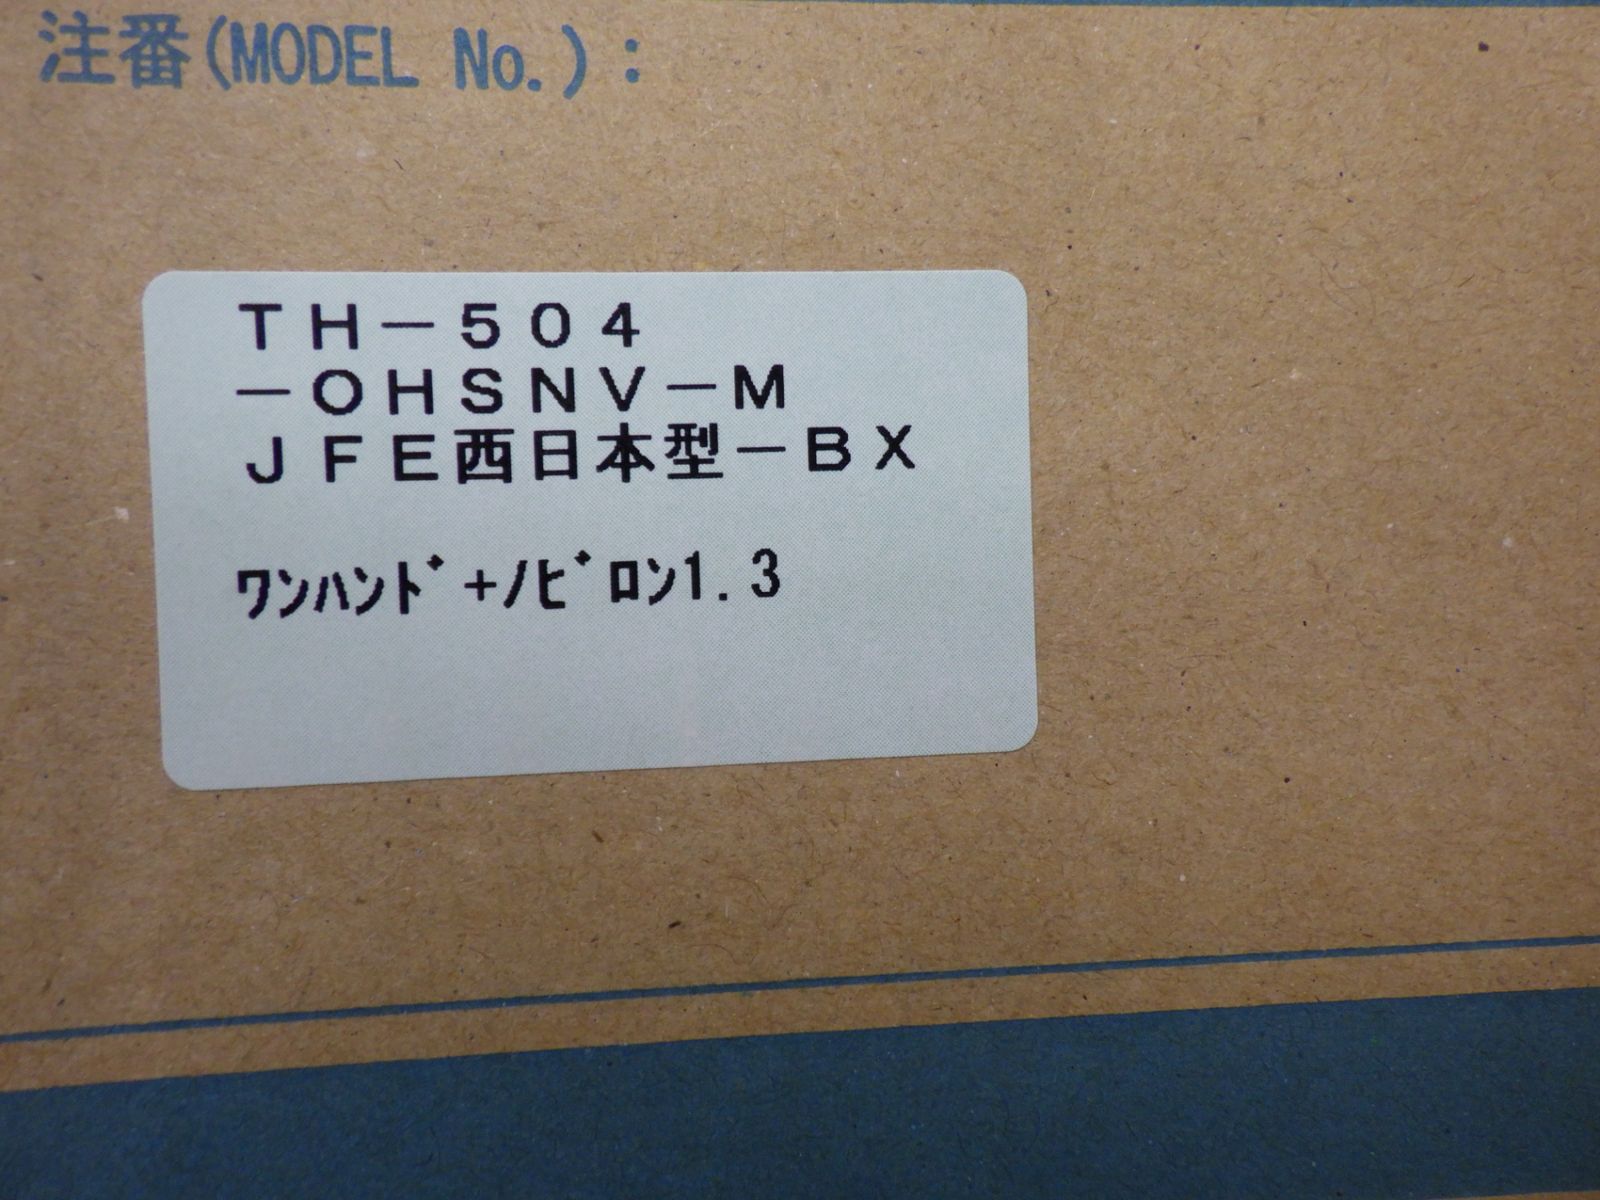 注番(MODEL No.):
TH-504
-OHSNV-M
JFE西日本型-BX
ﾜﾝﾊﾝﾄﾞ+ﾉﾋﾞﾛﾝ1.3